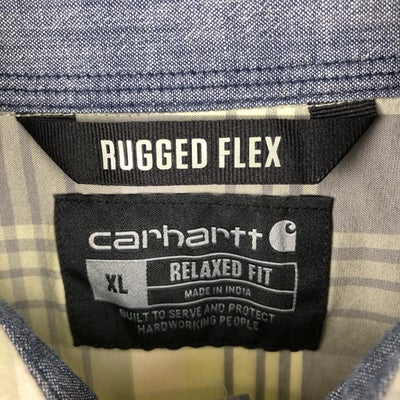 RUGGED FLEX
carhartt
XL
RELAXED FIT
MADE IN INDIA
BUILT TO SERVE AND PROTECT
HARDWORKING PEOPLE